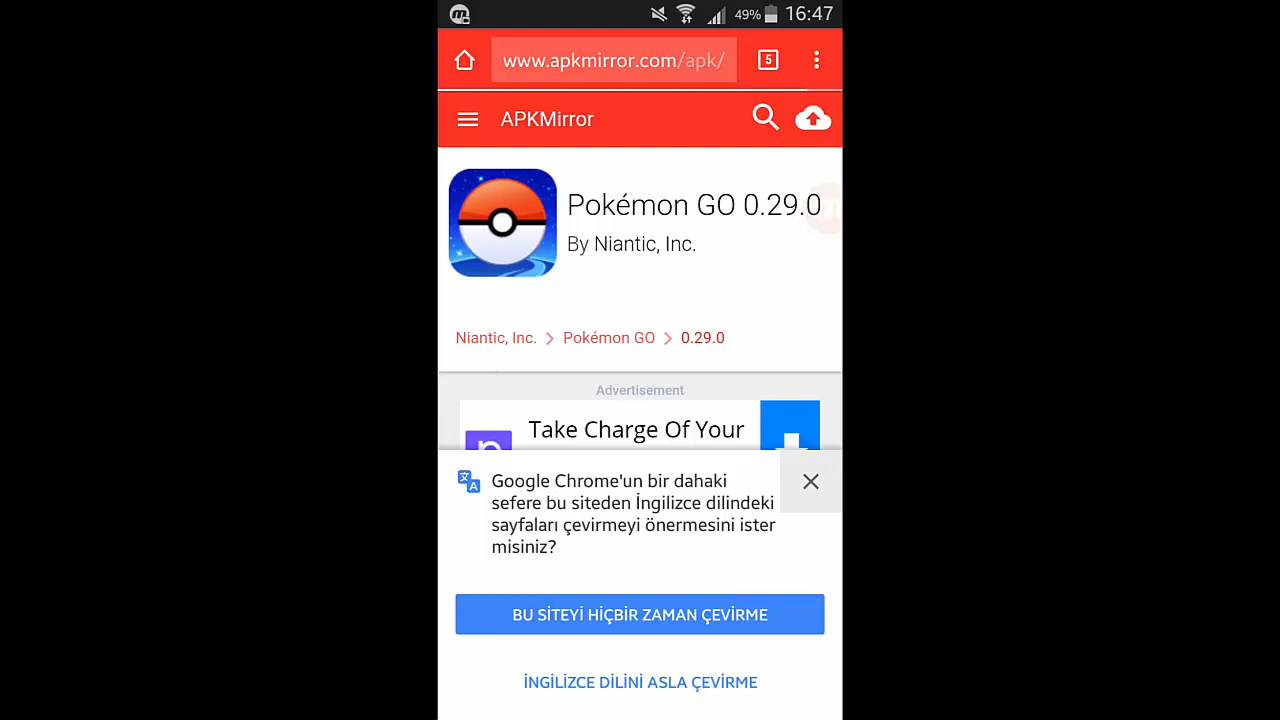 49% 16:47
www.apkmirror.com/apk/ 5
APKMirror
Pokémon GO 0.29.0
By Niantic, Inc.
Niantic, Inc. > Pokémon GO > 0.29.0
Advertisement
Take Charge Of Your
Google Chrome'un bir dahaki
sefere bu siteden İngilizce dilindeki
sayfaları çevirmeyi önermesini ister
misiniz?
BU SİTEYİ HİÇBİR ZAMAN ÇEVİRME
İNGİLİZCE DİLİNİ ASLA ÇEVİRME